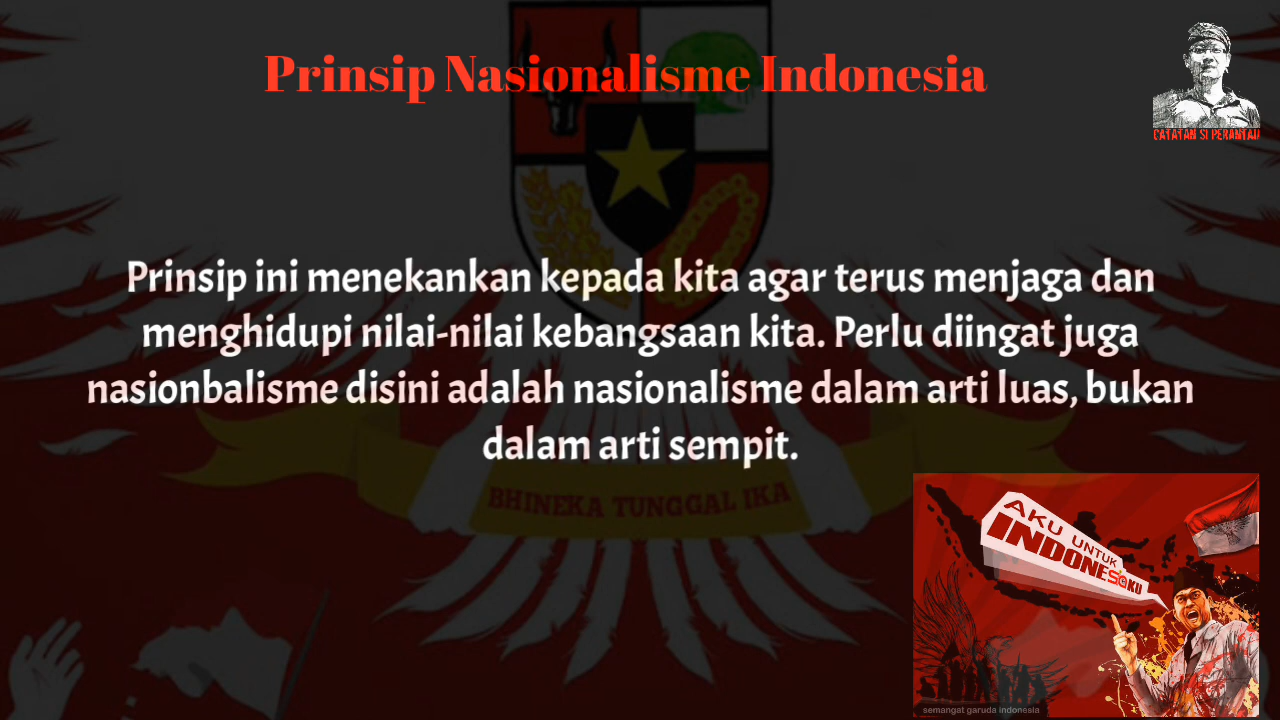 Prinsip Nasionalisme Indonesia
CATATAN SI PERANTAU
Prinsip ini menekankan kepada kita agar terus menjaga dan
menghidupi nilai-nilai kebangsaan kita. Perlu diingat juga
nasionbalisme disini adalah nasionalisme dalam arti luas, bukan
dalam arti sempit.
BHINEKA TUNGGAL IKA
AKU UNTUK
INDONESAKU
semangat garuda indonesia